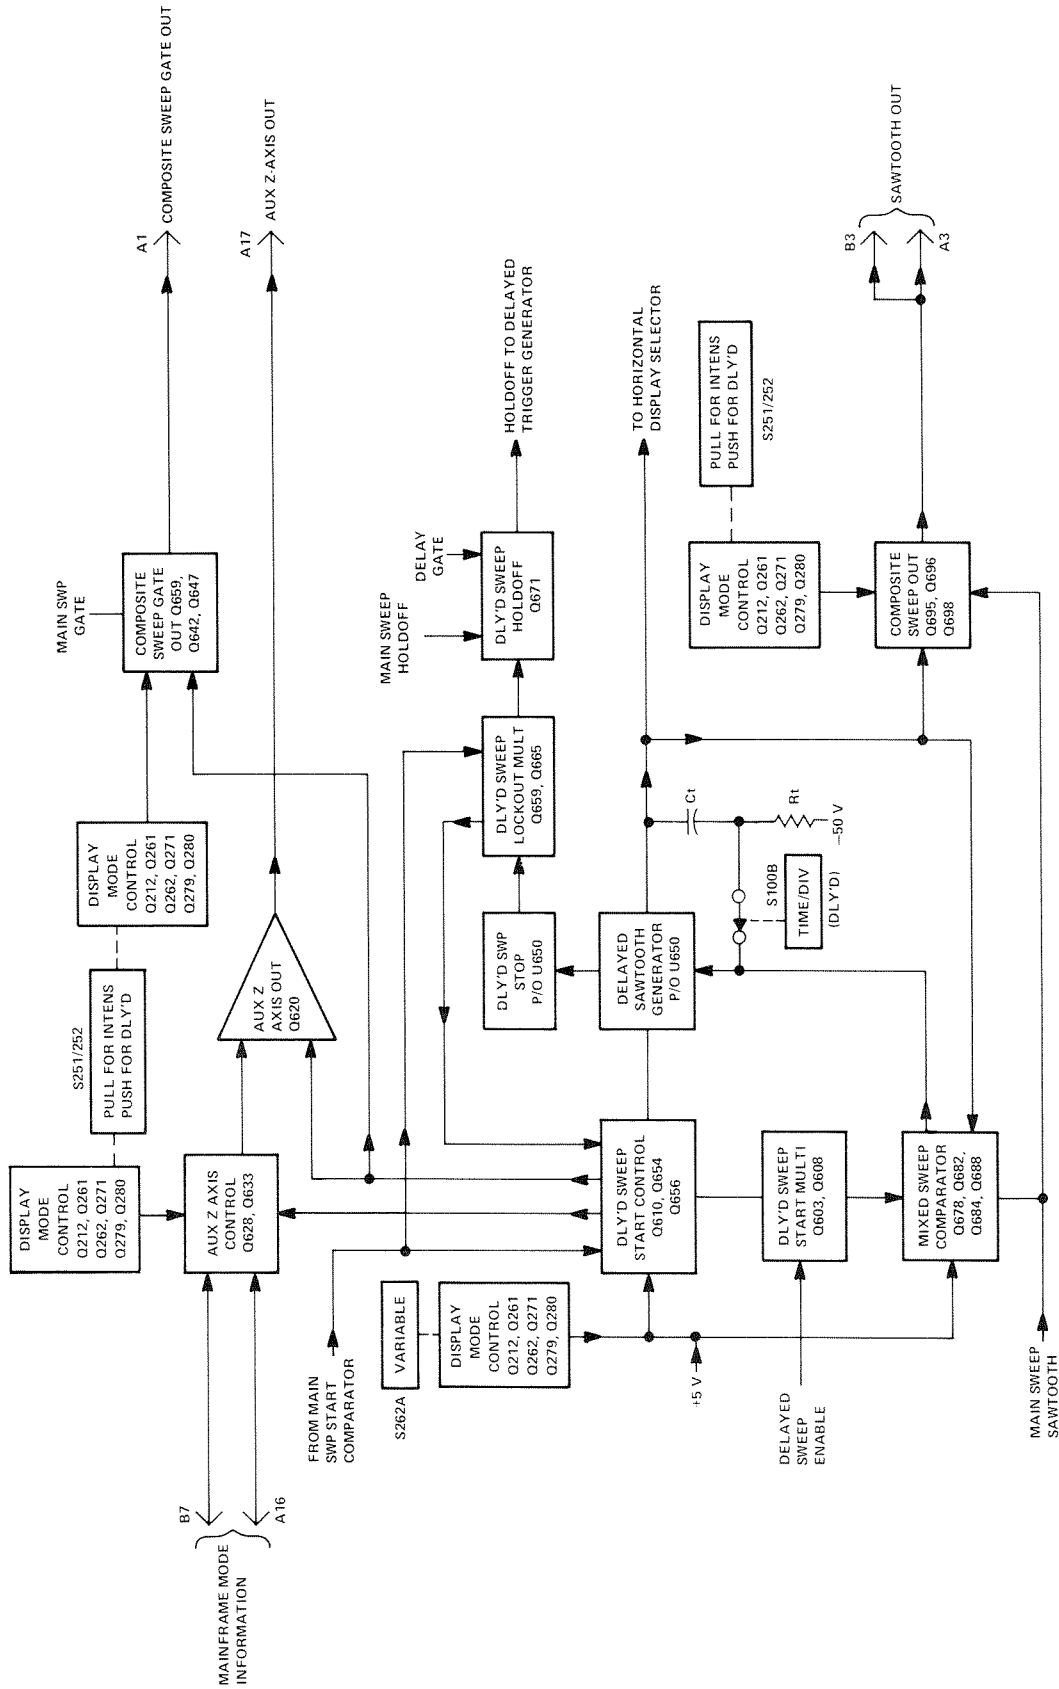 MAINFRAME MODE
INFORMATION
B7
A16
DISPLAY
MODE
CONTROL
Q212, Q261
Q262, Q271
Q279, Q280
S251/252
PULL FOR INTENS
PUSH FOR DLY'D
AUX Z AXIS
CONTROL
Q628, Q633
DISPLAY
MODE
CONTROL
Q212, Q261
Q262, Q271
Q279, Q280
AUX Z
AXIS OUT
Q620
MAIN SWP
GATE
COMPOSITE
SWEEP GATE
OUT Q659,
Q642, Q647
A1
COMPOSITE SWEEP GATE OUT
A17
AUX Z-AXIS OUT
FROM MAIN
SWP START
COMPARATOR
S262A
VARIABLE
DISPLAY
MODE
CONTROL
Q212, Q261
Q262, Q271
Q279, Q280
MAIN SWEEP
HOLDOFF
DELAY
GATE
DLY'D SWP
STOP
P/O U650
DLY'D SWEEP
LOCKOUT MULT
Q659, Q665
DLY'D SWEEP
HOLDOFF
Q671
HOLDOFF TO DELAYED
TRIGGER GENERATOR
DLY'D SWEEP
START CONTROL
Q610, Q654
Q656
DELAYED
SAWTOOTH
GENERATOR
P/O U650
TO HORIZONTAL
DISPLAY SELECTOR
+5 V
Ct
Rt
-50 V
S100B
TIME/DIV
(DLY'D)
DELAYED
SWEEP
ENABLE
DLY'D SWEEP
START MULTI
Q603, Q608
DISPLAY
MODE
CONTROL
Q212, Q261
Q262, Q271
Q279, Q280
PULL FOR INTENS
PUSH FOR DLY'D
S251/252
MIXED SWEEP
COMPARATOR
Q678, Q682,
Q684, Q688
COMPOSITE
SWEEP OUT
Q695, Q696
Q698
B3
A3
SAWTOOTH OUT
MAIN SWEEP
SAWTOOTH